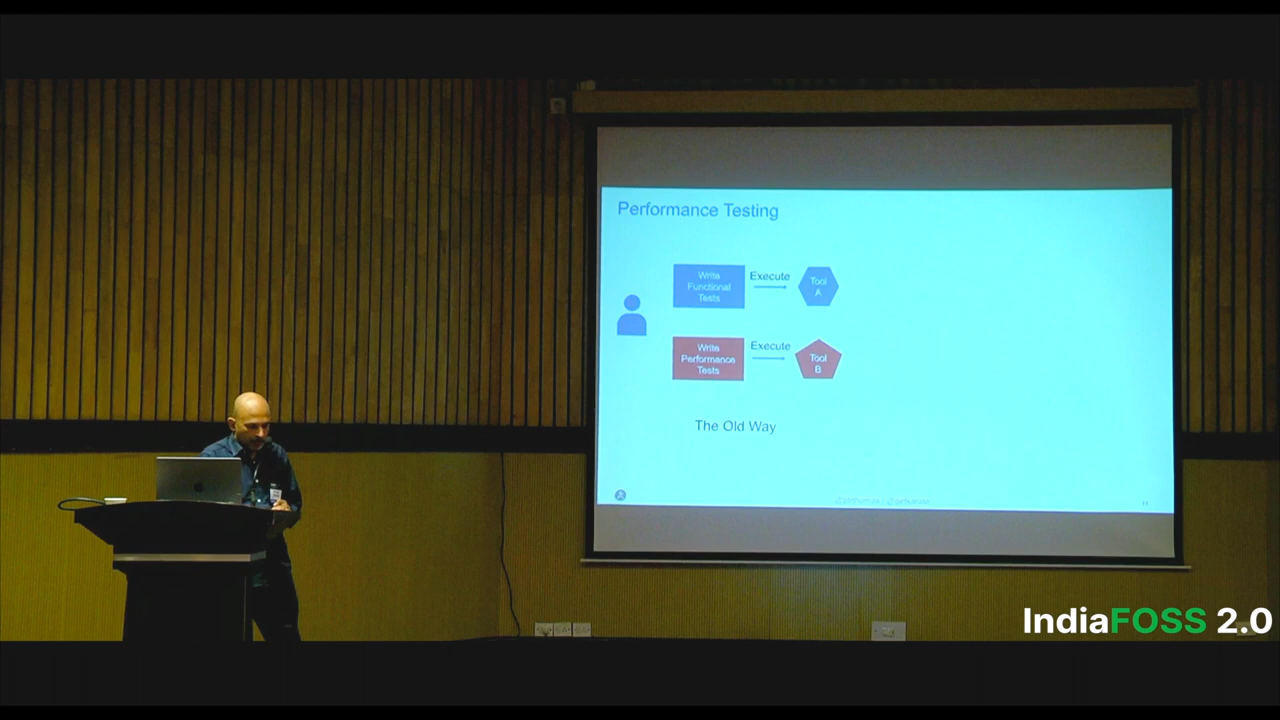 Performance Testing
Write
Functional
Tests
Execute
Tool
A
Write
Performance
Tests
Execute
Tool
B
The Old Way
IndiaFOSS 2.0